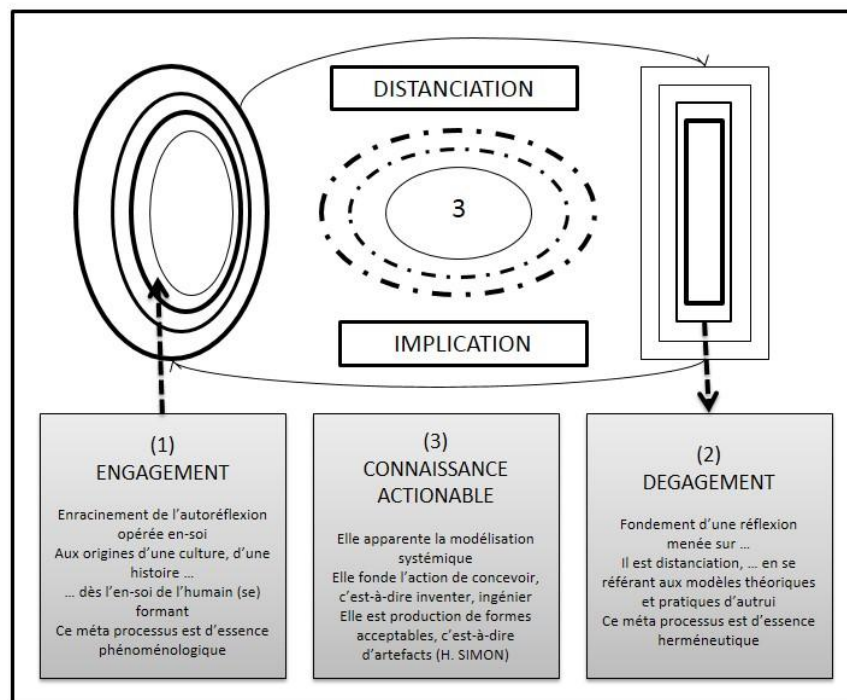 DISTANCIATION
3
IMPLICATION
(1)
ENGAGEMENT
Enracinement de l'autoréflexion
opérée en-soi
Aux origines d'une culture, d'une
histoire ...
... dès l'en-soi de l'humain (se)
formant
Ce méta processus est d'essence
phénoménologique
(3)
CONNAISSANCE
ACTIONABLE
Elle apparente la modélisation
systémique
Elle fonde l'action de concevoir,
c'est-à-dire inventer, ingénier
Elle est production de formes
acceptables, c'est-à-dire
d'artefacts (H. SIMON)
(2)
DEGAGEMENT
Fondement d'une réflexion
menée sur ...
Il est distanciation, ... en se
référant aux modèles théoriques
et pratiques d'autrui
Ce méta processus est d'essence
herméneutique